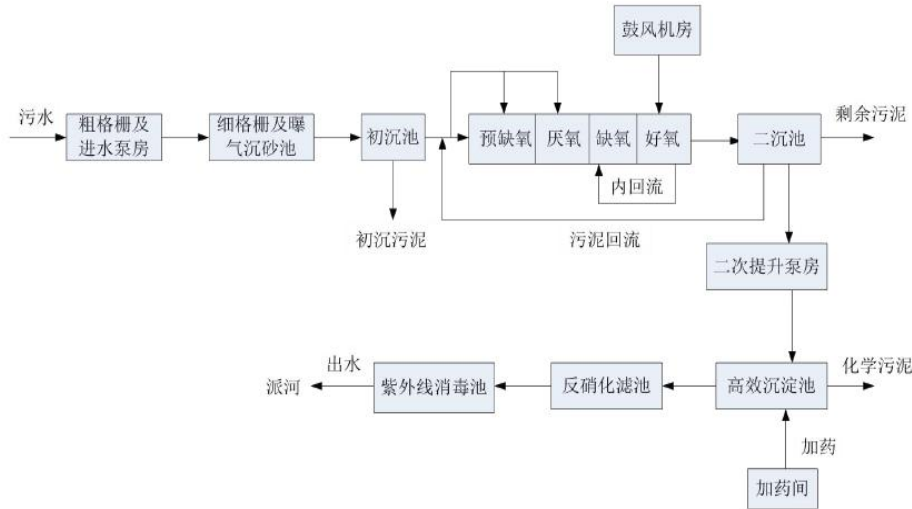 鼓风机房
污水
粗格栅及
进水泵房
细格栅及曝
气沉砂池
初沉池
预缺氧
厌氧
缺氧
好氧
二沉池
剩余污泥
内回流
初沉污泥
污泥回流
二次提升泵房
出水
派河
紫外线消毒池
反硝化滤池
高效沉淀池
化学污泥
加药
加药间